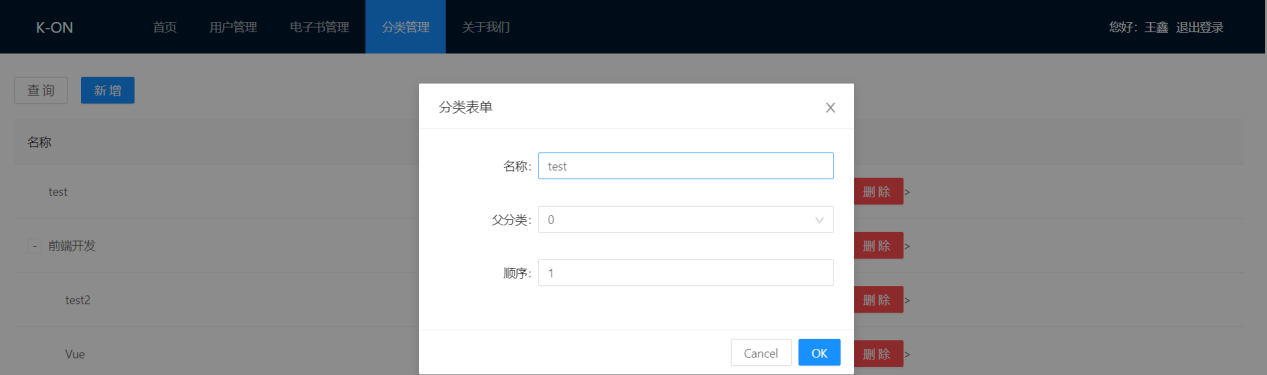 K-ON 首页 用户管理 电子书管理 分类管理 关于我们 您好：王鑫 退出登录
查 询 新 增
分类表单 X
名称
名称： test
test 删 除 >
父分类： 0
- 前端开发 删 除 >
顺序： 1
test2 删 除 >
Cancel OK
Vue 删 除 >